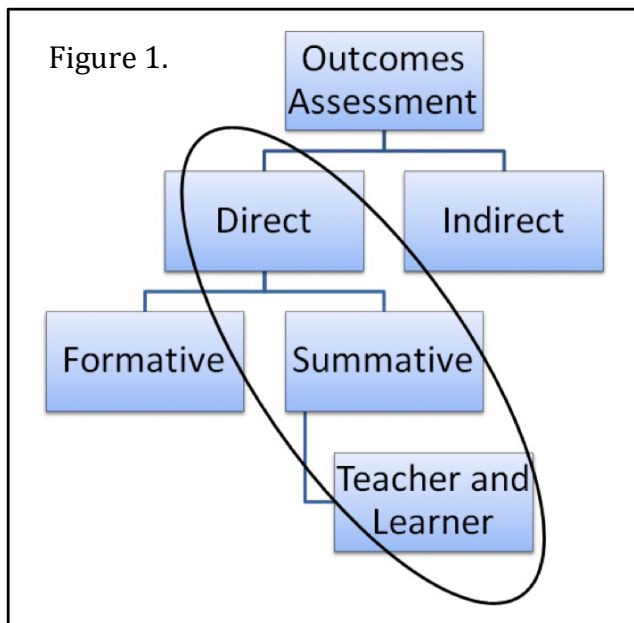 Figure 1.
Outcomes
Assessment
Direct
Indirect
Formative
Summative
Teacher and
Learner